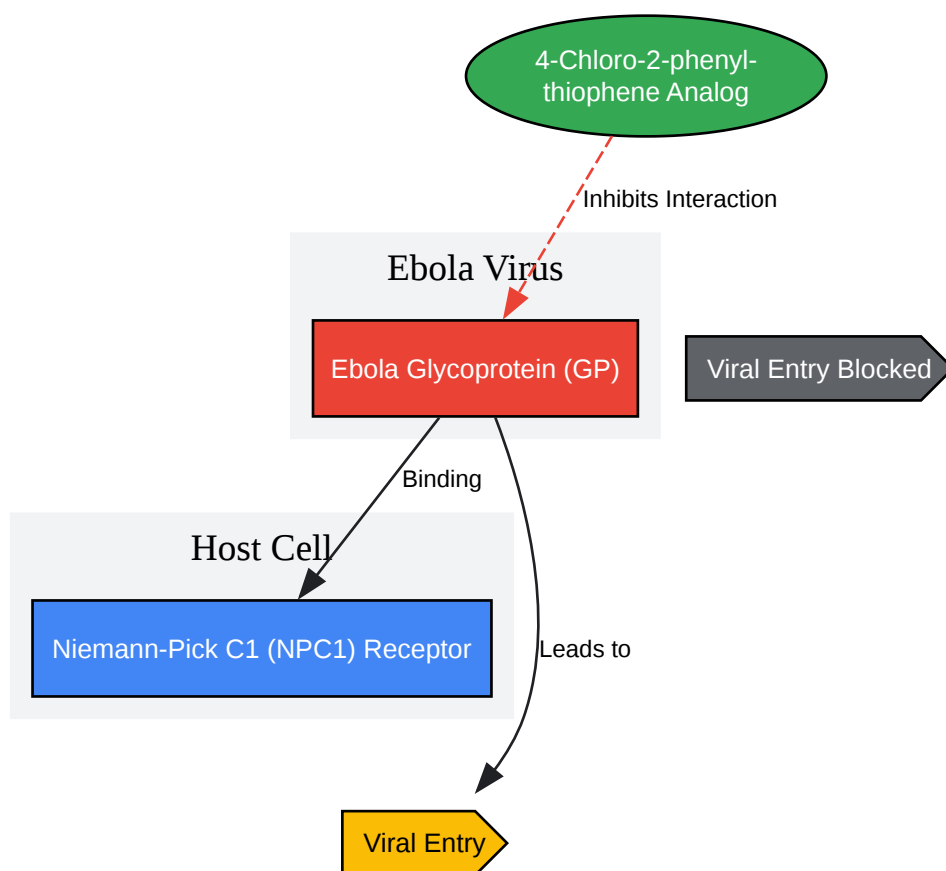 4-Chloro-2-phenyl-
thiophene Analog
Inhibits Interaction
Ebola Virus
Ebola Glycoprotein (GP)
Viral Entry Blocked
Binding
Host Cell
Niemann-Pick C1 (NPC1) Receptor
Leads to
Viral Entry